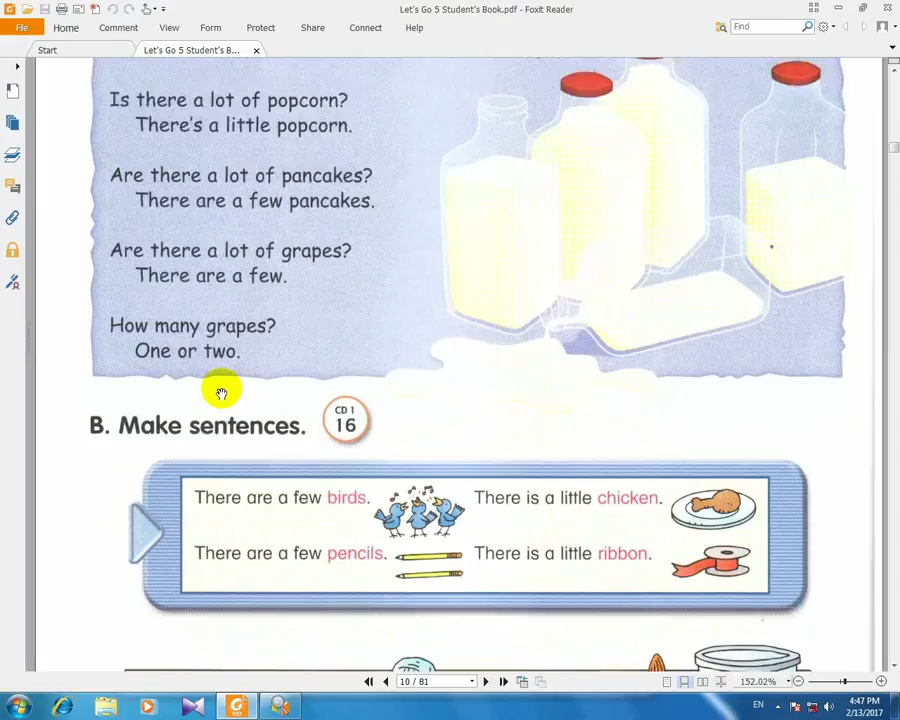 Let's Go 5 Student's Book.pdf - Foxit Reader
File Home Comment View Form Protect Share Connect Help Find
Start Let's Go 5 Student's B...
Is there a lot of popcorn?
There's a little popcorn.
Are there a lot of pancakes?
There are a few pancakes.
Are there a lot of grapes?
There are a few.
How many grapes?
One or two.
B. Make sentences. CD 1
16
There are a few birds. There is a little chicken.
There are a few pencils. There is a little ribbon.
10 / 81 152.02%
EN 4:47 PM
2/13/2017